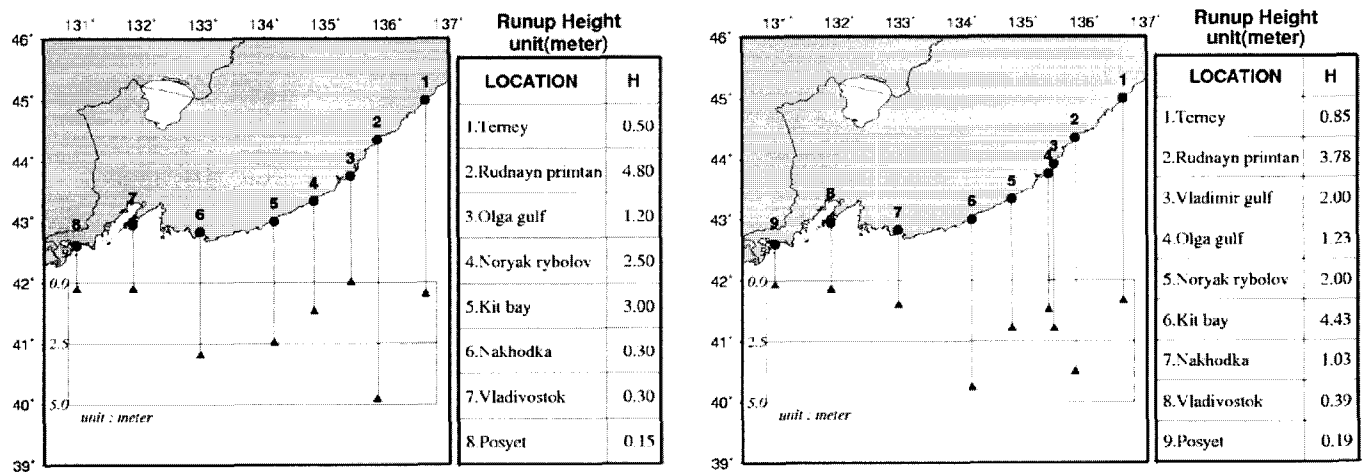 131° 132° 133° 134° 135° 136° 137°
46°
45°
44°
43°
42°
41°
40°
39°
1
2
3
4
5
6
7
8
0.0
2.5
5.0
unit : meter
Runup Height
unit(meter)
LOCATION H
1.Terney 0.50
2.Rudnayn primtan 4.80
3.Olga gulf 1.20
4.Noryak rybolov 2.50
5.Kit bay 3.00
6.Nakhodka 0.30
7.Vladivostok 0.30
8 Posyet 0.15
13° 132° 133° 134° 135° 136° 137°
46°
45°
44°
43°
42°
41°
40°
39°
1
2
3
4
5
6
7
8
9
0.0
2.5
5.0
unit : meter
Runup Height
unit(meter)
LOCATION H
1.Terney 0.85
2.Rudnayn primtan 3.78
3.Vladimir gulf 2.00
4.Olga gulf 1.23
5.Noryak rybolov 2.00
6.Kit bay 4.43
7.Nakhodka 1.03
8.Vladivostok 0.39
9.Posyet 0.19